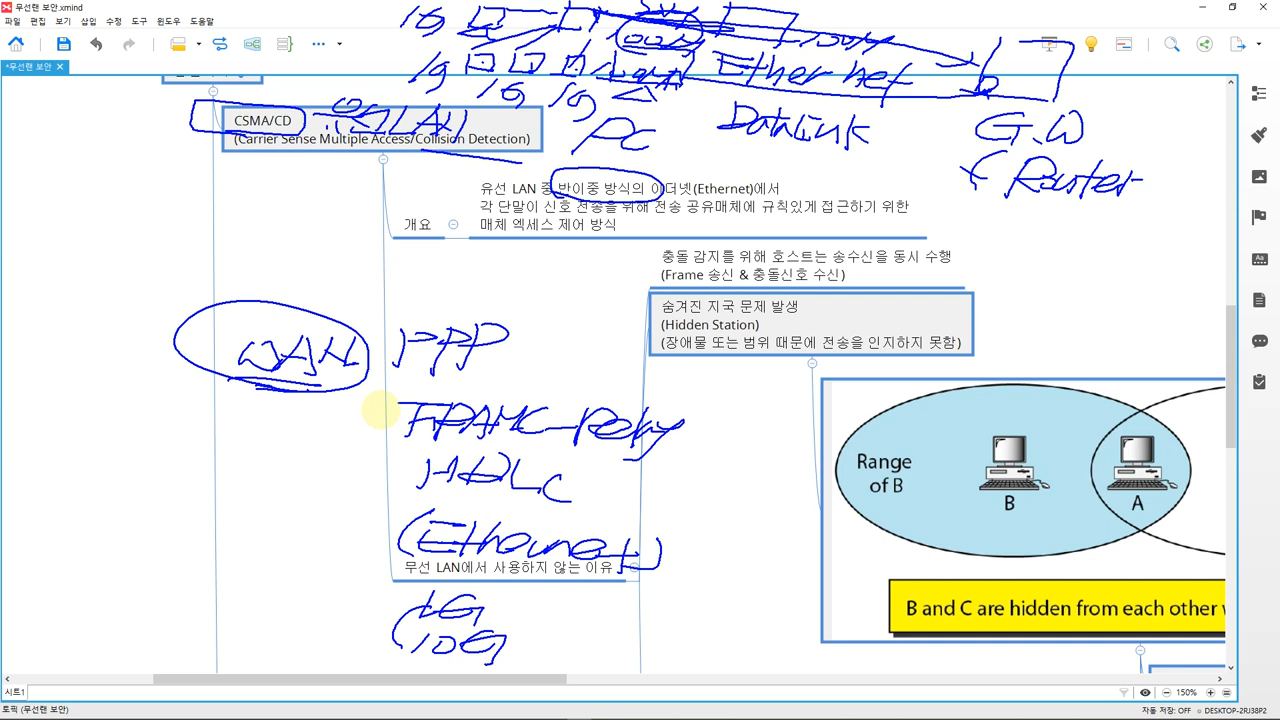 무선랜 보안.xmind
파일 편집 보기 삽입 수정 도구 윈도우 도움말
*무선랜 보안
1G 1G 1G 1G
100M
Ethernet
PC
DataLink
G.W
Router
CSMA/CD
(Carrier Sense Multiple Access/Collision Detection)
유선 LAN 중 반이중 방식의 이더넷(Ethernet)에서
각 단말이 신호 전송을 위해 전송 공유매체에 규칙있게 접근하기 위한
매체 엑세스 제어 방식
개요
충돌 감지를 위해 호스트는 송수신을 동시 수행
(Frame 송신 & 충돌신호 수신)
숨겨진 지국 문제 발생
(Hidden Station)
(장애물 또는 범위 때문에 전송을 인지하지 못함)
WAN
PPP
FRAME-Relay
HDLC
(Ethernet)
무선 LAN에서 사용하지 않는 이유
1G
10G
Range
of B
B
A
B and C are hidden from each other
시트1
150%
토픽 (무선랜 보안)
자동 저장: OFF
DESKTOP-2RJ38P2